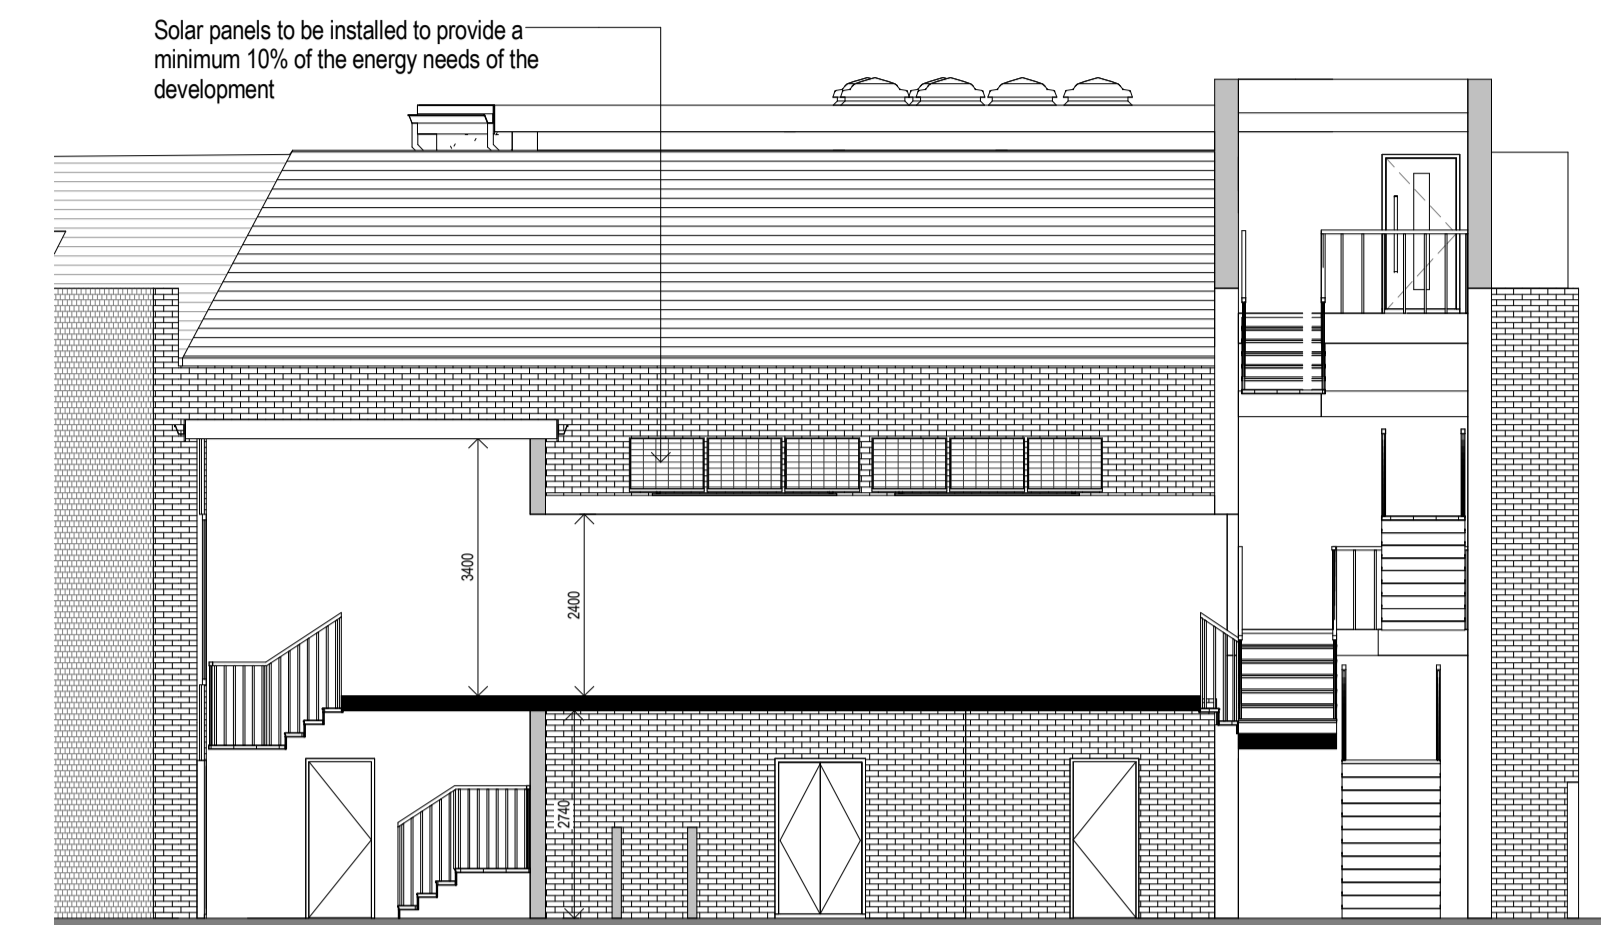 Solar panels to be installed to provide a
minimum 10% of the energy needs of the
development
3400
2400
2740